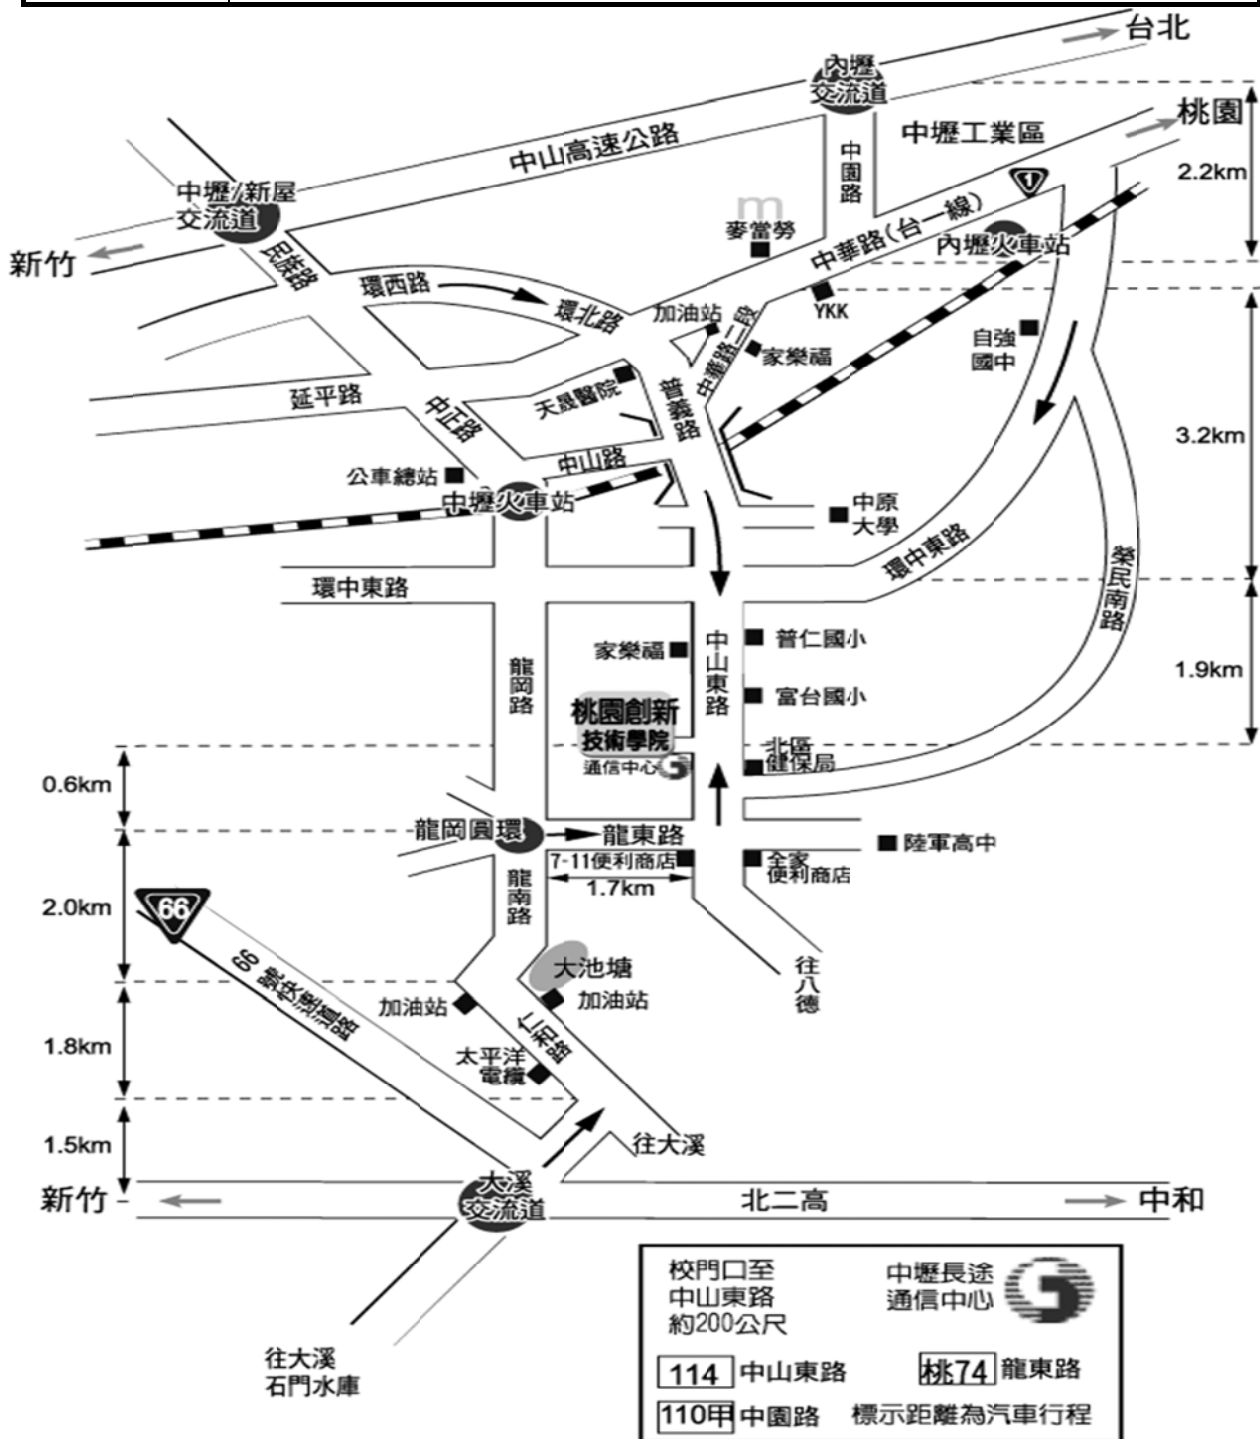 台北
內壢
交流道
桃園
中壢工業區
中山高速公路
中園路
2.2km
1
中壢/新屋
交流道
m
麥當勞
中華路(台一線)
內壢火車站
新竹
民族路
環西路
環北路
加油站
中華路二段
YKK
家樂福
自強
國中
延平路
天晟醫院
普義路
中正路
3.2km
中山路
公車總站
中壢火車站
中原
大學
環中東路
環中東路
榮民南路
龍岡路
家樂福
中山東路
普仁國小
1.9km
富台國小
桃園創新
技術學院
通信中心
北區
健保局
0.6km
龍岡圓環
龍東路
陸軍高中
7-11便利商店
全家
便利商店
1.7km
龍南路
2.0km
66
66號快速道路
大池塘
往八德
加油站
加油站
仁和路
太平洋
電纜
1.8km
1.5km
往大溪
新竹
大溪
交流道
北二高
中和
往大溪
石門水庫
校門口至
中山東路
約200公尺
中壢長途
通信中心
114 中山東路
桃74 龍東路
110甲 中園路
標示距離為汽車行程